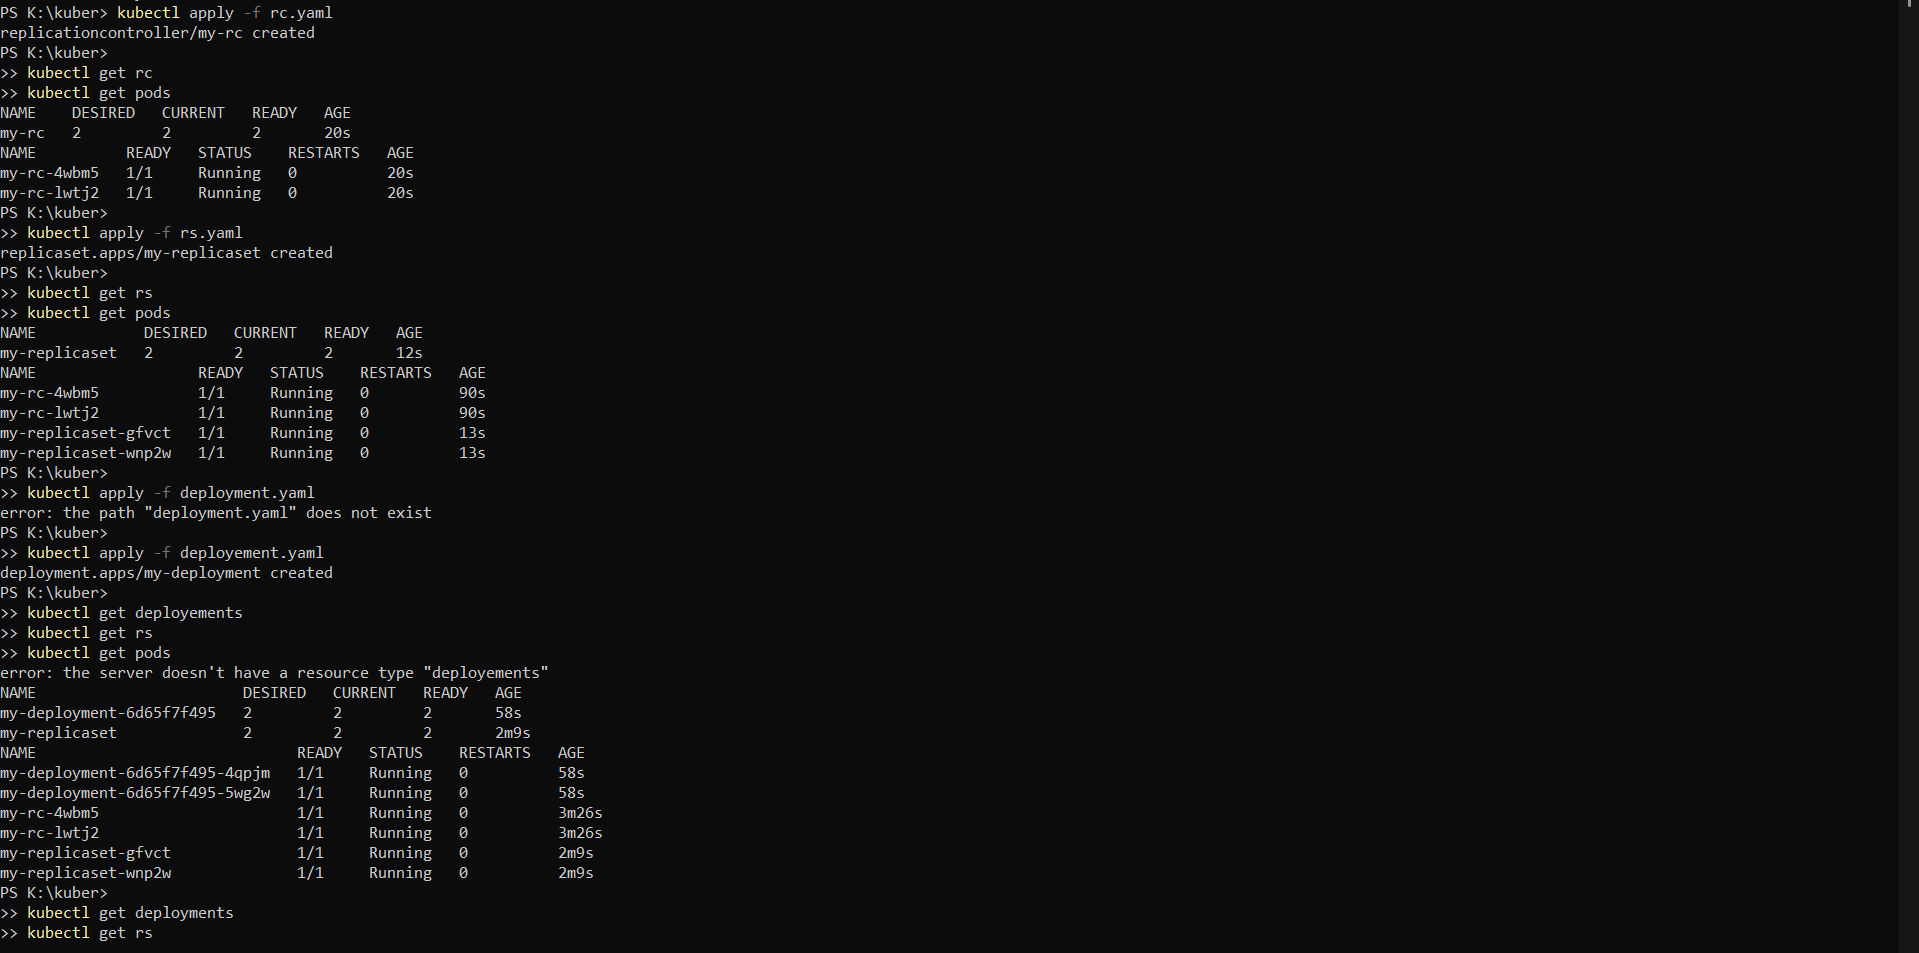 PS K:\kuber> kubectl apply -f rc.yaml
replicationcontroller/my-rc created
PS K:\kuber>
>> kubectl get rc
>> kubectl get pods
NAME    DESIRED   CURRENT   READY   AGE
my-rc   2         2         2       20s
NAME          READY   STATUS    RESTARTS   AGE
my-rc-4wbm5   1/1     Running   0          20s
my-rc-lwtj2   1/1     Running   0          20s
PS K:\kuber>
>> kubectl apply -f rs.yaml
replicaset.apps/my-replicaset created
PS K:\kuber>
>> kubectl get rs
>> kubectl get pods
NAME            DESIRED   CURRENT   READY   AGE
my-replicaset   2         2         2       12s
NAME                  READY   STATUS    RESTARTS   AGE
my-rc-4wbm5           1/1     Running   0          90s
my-rc-lwtj2           1/1     Running   0          90s
my-replicaset-gfvct   1/1     Running   0          13s
my-replicaset-wnp2w   1/1     Running   0          13s
PS K:\kuber>
>> kubectl apply -f deployment.yaml
error: the path "deployment.yaml" does not exist
PS K:\kuber>
>> kubectl apply -f deployement.yaml
deployment.apps/my-deployment created
PS K:\kuber>
>> kubectl get deployements
>> kubectl get rs
>> kubectl get pods
error: the server doesn't have a resource type "deployements"
NAME                       DESIRED   CURRENT   READY   AGE
my-deployment-6d65f7f495   2         2         2       58s
my-replicaset              2         2         2       2m9s
NAME                             READY   STATUS    RESTARTS   AGE
my-deployment-6d65f7f495-4qpjm   1/1     Running   0          58s
my-deployment-6d65f7f495-5wg2w   1/1     Running   0          58s
my-rc-4wbm5                      1/1     Running   0          3m26s
my-rc-lwtj2                      1/1     Running   0          3m26s
my-replicaset-gfvct              1/1     Running   0          2m9s
my-replicaset-wnp2w              1/1     Running   0          2m9s
PS K:\kuber>
>> kubectl get deployments
>> kubectl get rs